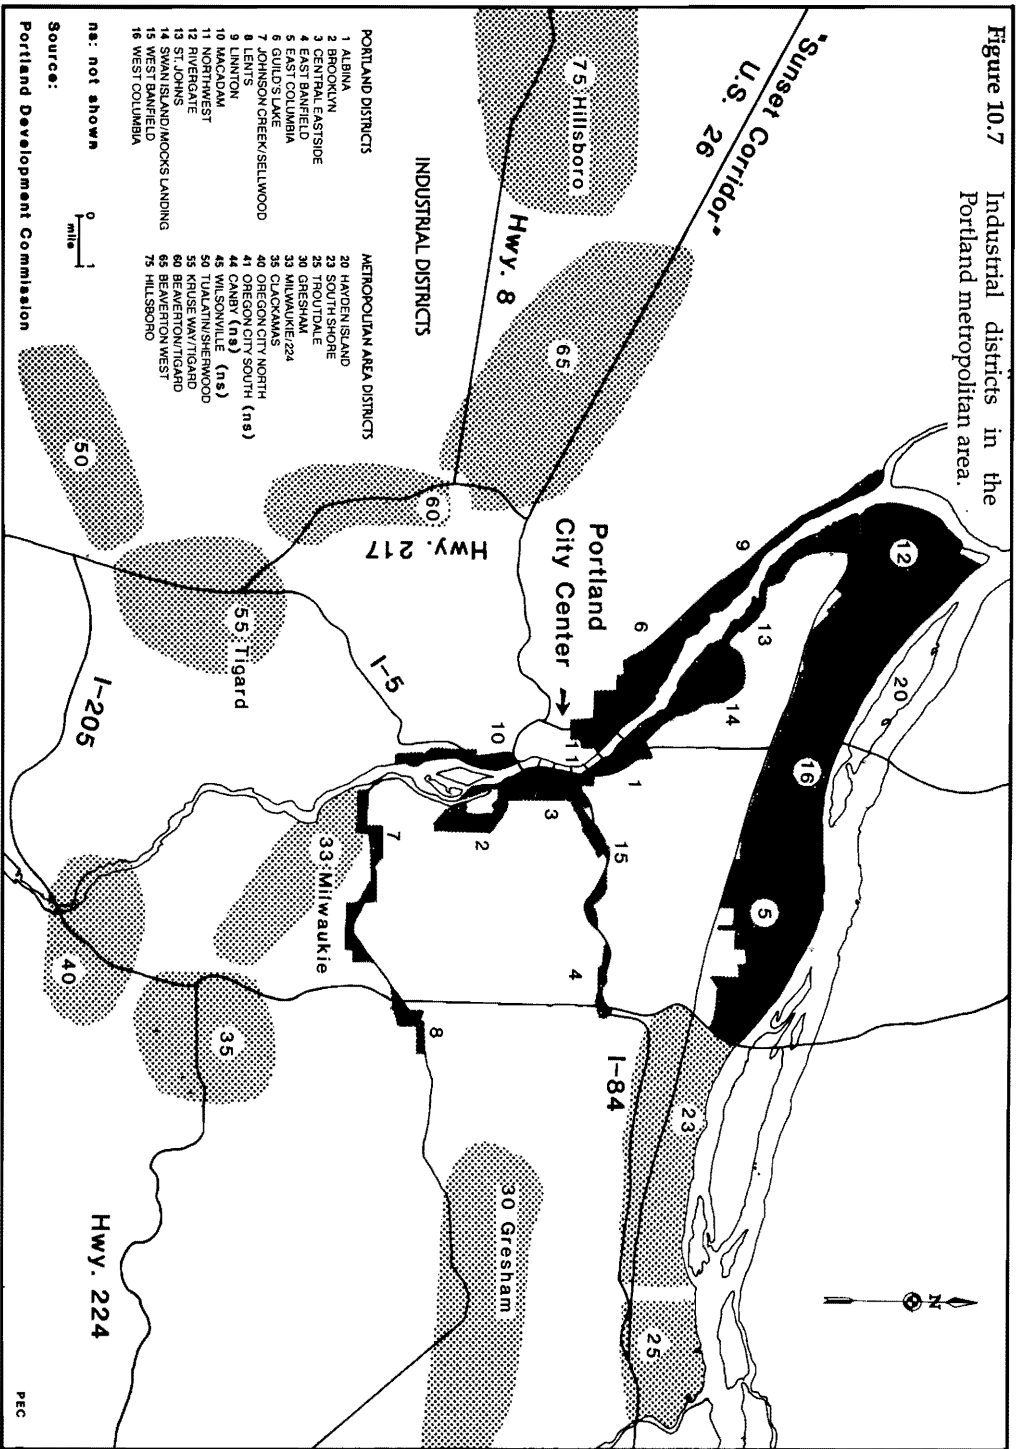 Figure 10.7 Industrial districts in the
Portland metropolitan area.
"Sunset Corridor"
U.S. 26
75 Hillsboro
Hwy. 8
65
INDUSTRIAL DISTRICTS
PORTLAND DISTRICTS
1 ALBINA
2 BROOKLYN
3 CENTRAL EASTSIDE
4 EAST BANFIELD
5 EAST COLUMBIA
6 GUILD'S LAKE
7 JOHNSON CREEK/SELLWOOD
8 LENTS
9 LINNTON
10 MACADAM
11 NORTHWEST
12 RIVERGATE
13 ST. JOHNS
14 SWAN ISLAND/MOCKS LANDING
15 WEST BANFIELD
16 WEST COLUMBIA
METROPOLITAN AREA DISTRICTS
20 HAYDEN ISLAND
23 SOUTH SHORE
25 TROUTDALE
30 GRESHAM
33 MILWAUKIE/224
35 CLACKAMAS
40 OREGON CITY NORTH
41 OREGON CITY SOUTH (ns)
44 CANBY (ns)
45 WILSONVILLE (ns)
50 TUALATIN/SHERWOOD
55 KRUSE WAY/TIGARD
60 BEAVERTON/TIGARD
65 BEAVERTON WEST
75 HILLSBORO
ns: not shown
0 1
mile
Source:
Portland Development Commission
50
60
Hwy. 217
Portland
City Center
9
12
6
13
14
20
16
55 Tigard
I-5
I-205
10
11
1
3
2
15
5
7
33 Milwaukie
4
40
35
8
I-84
23
30 Gresham
25
Hwy. 224
N
PEC